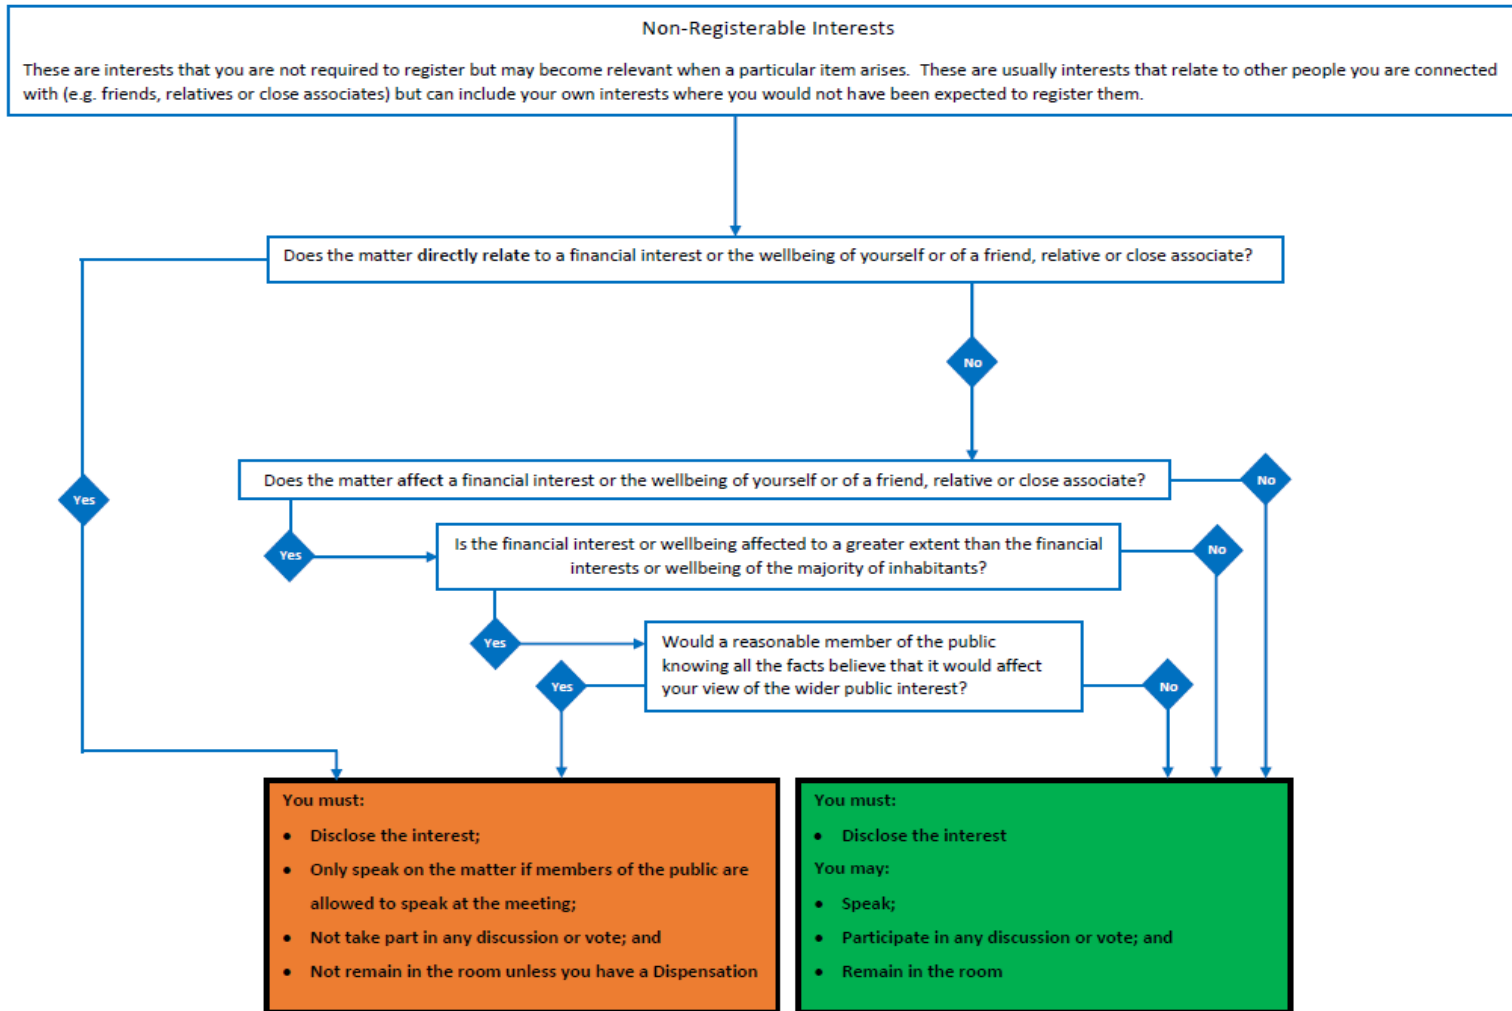 Non-Registerable Interests
These are interests that you are not required to register but may become relevant when a particular item arises.  These are usually interests that relate to other people you are connected
with (e.g. friends, relatives or close associates) but can include your own interests where you would not have been expected to register them.
Does the matter directly relate to a financial interest or the wellbeing of yourself or of a friend, relative or close associate?
No
Yes
Does the matter affect a financial interest or the wellbeing of yourself or of a friend, relative or close associate?
No
Yes
Is the financial interest or wellbeing affected to a greater extent than the financial
interests or wellbeing of the majority of inhabitants?
No
Yes
Would a reasonable member of the public
knowing all the facts believe that it would affect
your view of the wider public interest?
Yes
No
You must:
• Disclose the interest;
• Only speak on the matter if members of the public are
allowed to speak at the meeting;
• Not take part in any discussion or vote; and
• Not remain in the room unless you have a Dispensation
You must:
• Disclose the interest
You may:
• Speak;
• Participate in any discussion or vote; and
• Remain in the room